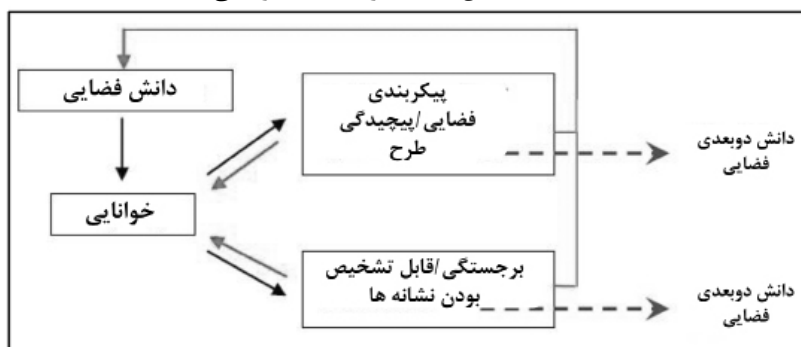 دانش فضایی
خوانایی
پیکربندی
فضایی/پیچیدگی
طرح
برجستگی/قابل تشخیص
بودن نشانه ها
دانش دوبعدی
فضایی
دانش دوبعدی
فضایی